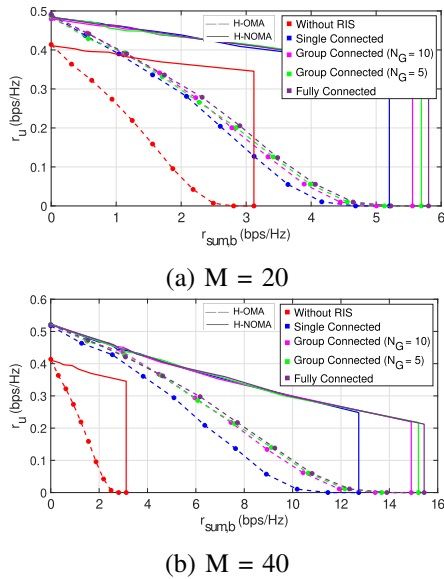 0.5
0.4
0.3
0.2
0.1
0
r_u(bps/Hz)
H-OMA
H-NOMA
Without RIS
Single Connected
Group Connected (N_G = 10)
Group Connected (N_G = 5)
Fully Connected
0 1 2 3 4 5 6
r_sum,b (bps/Hz)
(a) M = 20
0.6
0.5
0.4
0.3
0.2
0.1
0
r_u(bps/Hz)
H-OMA
H-NOMA
Without RIS
Single Connected
Group Connected (N_G = 10)
Group Connected (N_G = 5)
Fully Connected
0 2 4 6 8 10 12 14 16
r_sum,b (bps/Hz)
(b) M = 40